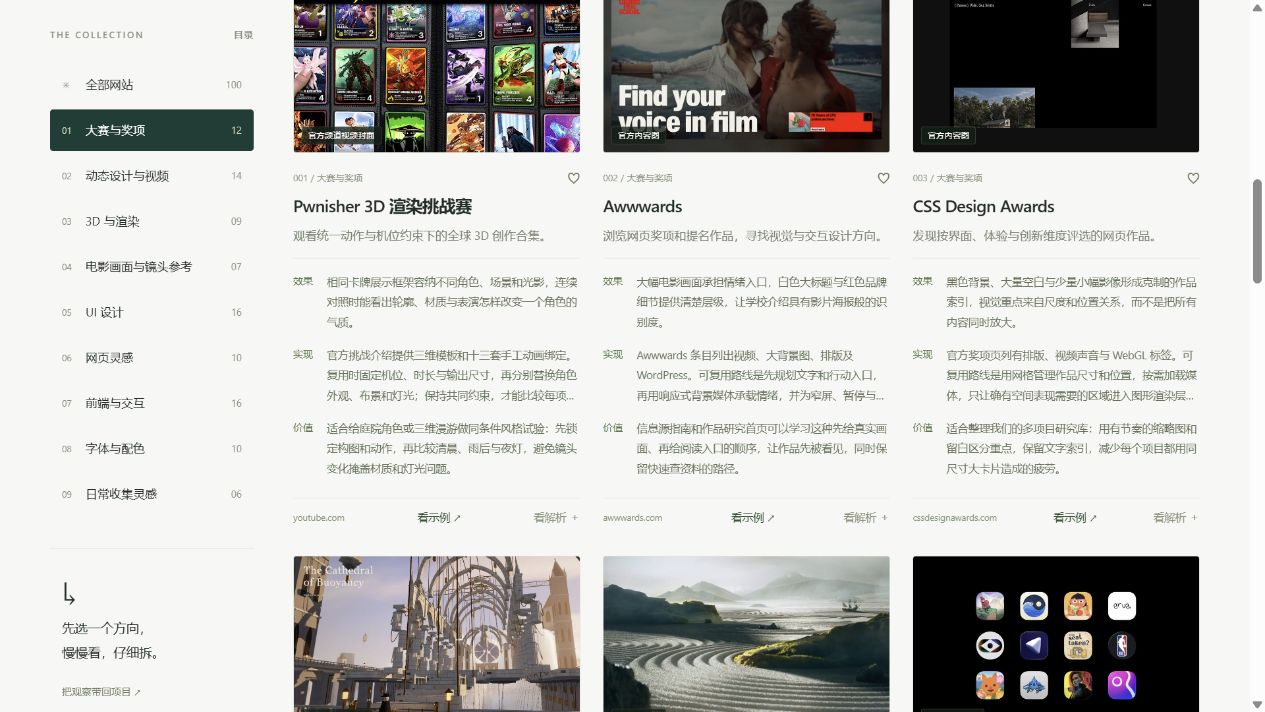 THE COLLECTION 目录
全部网站 100
01 大赛与奖项 12
02 动态设计与视频 14
03 3D 与渲染 09
04 电影画面与镜头参考 07
05 UI 设计 16
06 网页灵感 10
07 前端与交互 16
08 字体与配色 10
09 日常收集灵感 06
先选一个方向，
慢慢看，仔细拆。
把观察带回项目 ↗
官方频道视频封面
001 / 大赛与奖项
Pwnisher 3D 渲染挑战赛
观看统一动作与机位约束下的全球 3D 创作合集。
效果 相同卡牌展示框架容纳不同角色、场景和光影，连续
对照时能看出轮廓、材质与表演怎样改变一个角色的
气质。
实现 官方挑战介绍提供三维模板和十三套手工动画绑定。
复用时固定机位、时长与输出尺寸，再分别替换角色
外观、布景和灯光；保持共同约束，才能比较每项...
价值 适合给庭院角色或三维漫游做同条件风格试验：先锁
定构图和动作，再比较清晨、雨后与夜灯，避免镜头
变化掩盖材质和灯光问题。
youtube.com 看示例 ↗ 看解析 +
Find your
voice in film
官方内容图
002 / 大赛与奖项
Awwwards
浏览网页奖项和提名作品，寻找视觉与交互设计方向。
效果 大幅电影画面承担情绪入口，白色大标题与红色品牌
细节提供清楚层级，让学校介绍具有影片海报般的识
别度。
实现 Awwwards 条目列出视频、大背景图、排版及
WordPress。可复用路线是先规划文字和行动入口，
再用响应式背景媒体承载情绪，并为窄屏、暂停与...
价值 信息源指南和作品研究首页可以学习这种先给真实画
面、再给阅读入口的顺序，让作品先被看见，同时保
留快速查资料的路径。
awwwards.com 看示例 ↗ 看解析 +
官方内容图
003 / 大赛与奖项
CSS Design Awards
发现按界面、体验与创新维度评选的网页作品。
效果 黑色背景、大量空白与少量小幅影像形成克制的作品
索引，视觉重点来自尺度和位置关系，而不是把所有
内容同时放大。
实现 官方奖项页列有排版、视频声音与 WebGL 标签。可
复用路线是用网格管理作品尺寸和位置，按需加载媒
体，只让确有空间表现需要的区域进入图形渲染层...
价值 适合整理我们的多项目研究库：用有节奏的缩略图和
留白区分重点，保留文字索引，减少每个项目都用同
尺寸大卡片造成的疲劳。
cssdesignawards.com 看示例 ↗ 看解析 +
The Cathedral
of Buoyancy